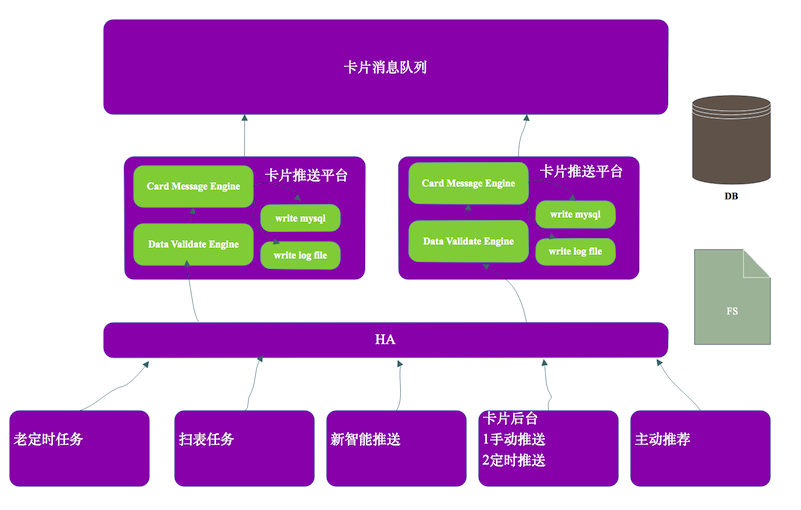 卡片消息队列
卡片推送平台
Card Message Engine
write mysql
Data Validate Engine
write log file
卡片推送平台
Card Message Engine
write mysql
Data Validate Engine
write log file
DB
FS
HA
老定时任务
扫表任务
新智能推送
卡片后台
1手动推送
2定时推送
主动推荐